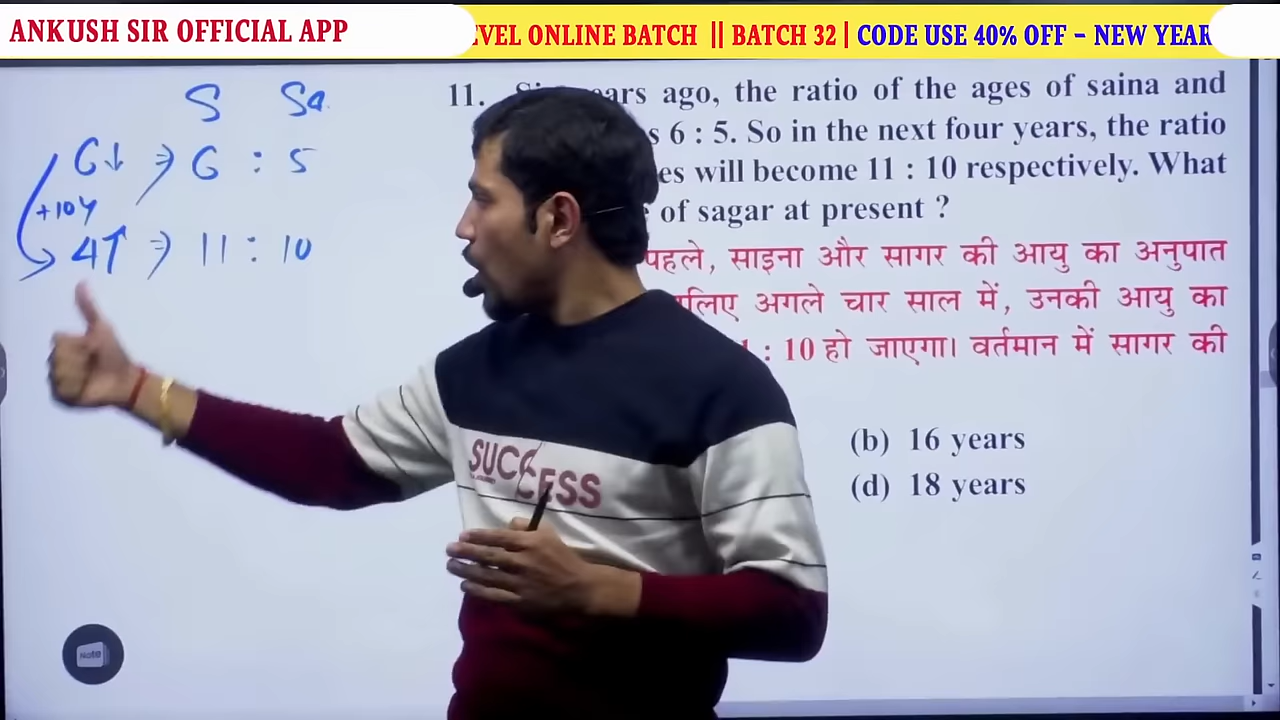 ANKUSH SIR OFFICIAL APP
EVEL ONLINE BATCH || BATCH 32 | CODE USE 40% OFF - NEW YEAR
S Sa
6↓ ⇒ 6 : 5
+10y
4↑ ⇒ 11 : 10
11. ago, the ratio of the ages of saina and
6 : 5. So in the next four years, the ratio
will become 11 : 10 respectively. What
of sagar at present ?
पहले, साइना और सागर की आयु का अनुपात
अगले चार साल में, उनकी आयु का
: 10 हो जाएगा। वर्तमान में सागर की
(b) 16 years
(d) 18 years
SUCCESS
Note